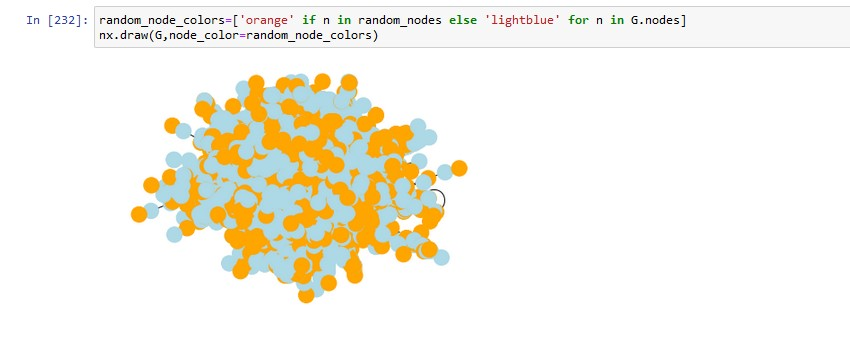 In [232]: random_node_colors=['orange' if n in random_nodes else 'lightblue' for n in G.nodes]
nx.draw(G,node_color=random_node_colors)